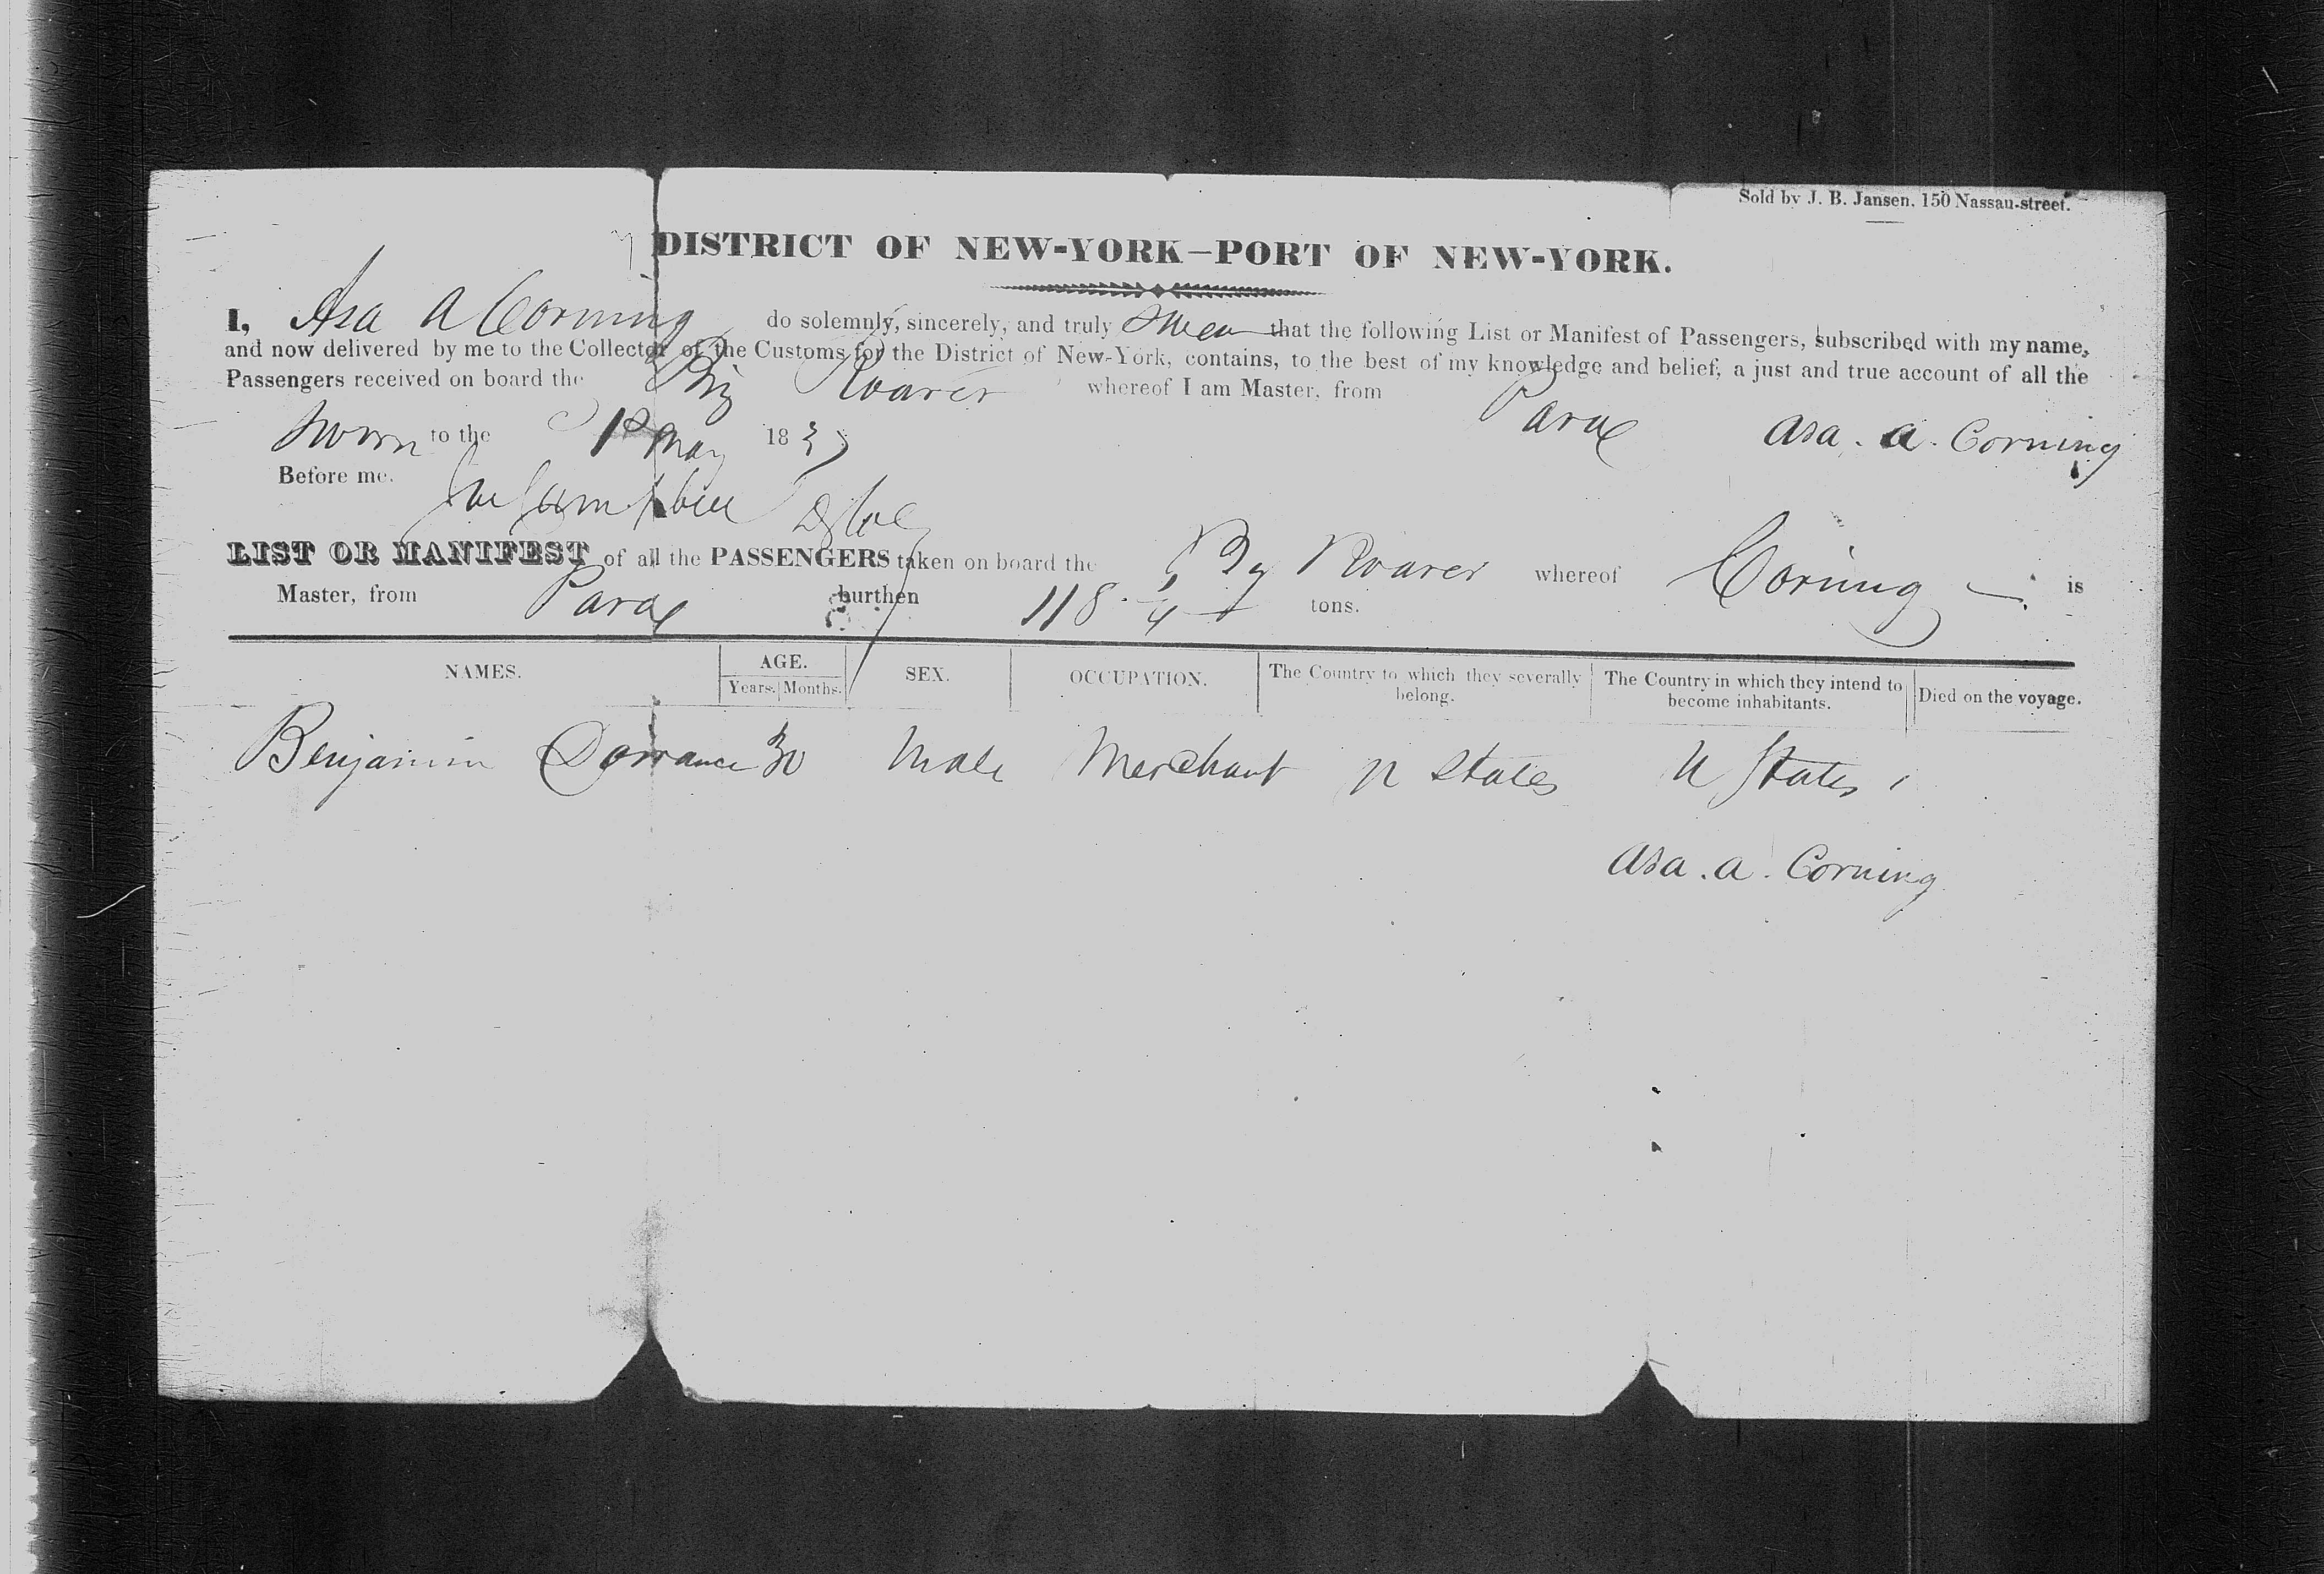 Sold by J. B. Jansen. 150 Nassau-street.
DISTRICT OF NEW-YORK—PORT OF NEW-YORK.
I, Asa A Corning do solemnly, sincerely, and truly swear that the following List or Manifest of Passengers, subscribed with my name,
and now delivered by me to the Collector of the Customs for the District of New-York, contains, to the best of my knowledge and belief, a just and true account of all the
Passengers received on board the Brig Roarer whereof I am Master, from Para
Sworn to the 1 May 1837 Asa. A. Corning
Before me.
LIST OR MANIFEST of all the PASSENGERS taken on board the Bg Roarer whereof Corning is
Master, from Para burthen 118 tons.
NAMES. AGE. Years. Months. SEX. OCCUPATION. The Country to which they severally belong. The Country in which they intend to become inhabitants. Died on the voyage.
Benjamin Dorrance 30 Male Merchant U States U States
Asa. A. Corning